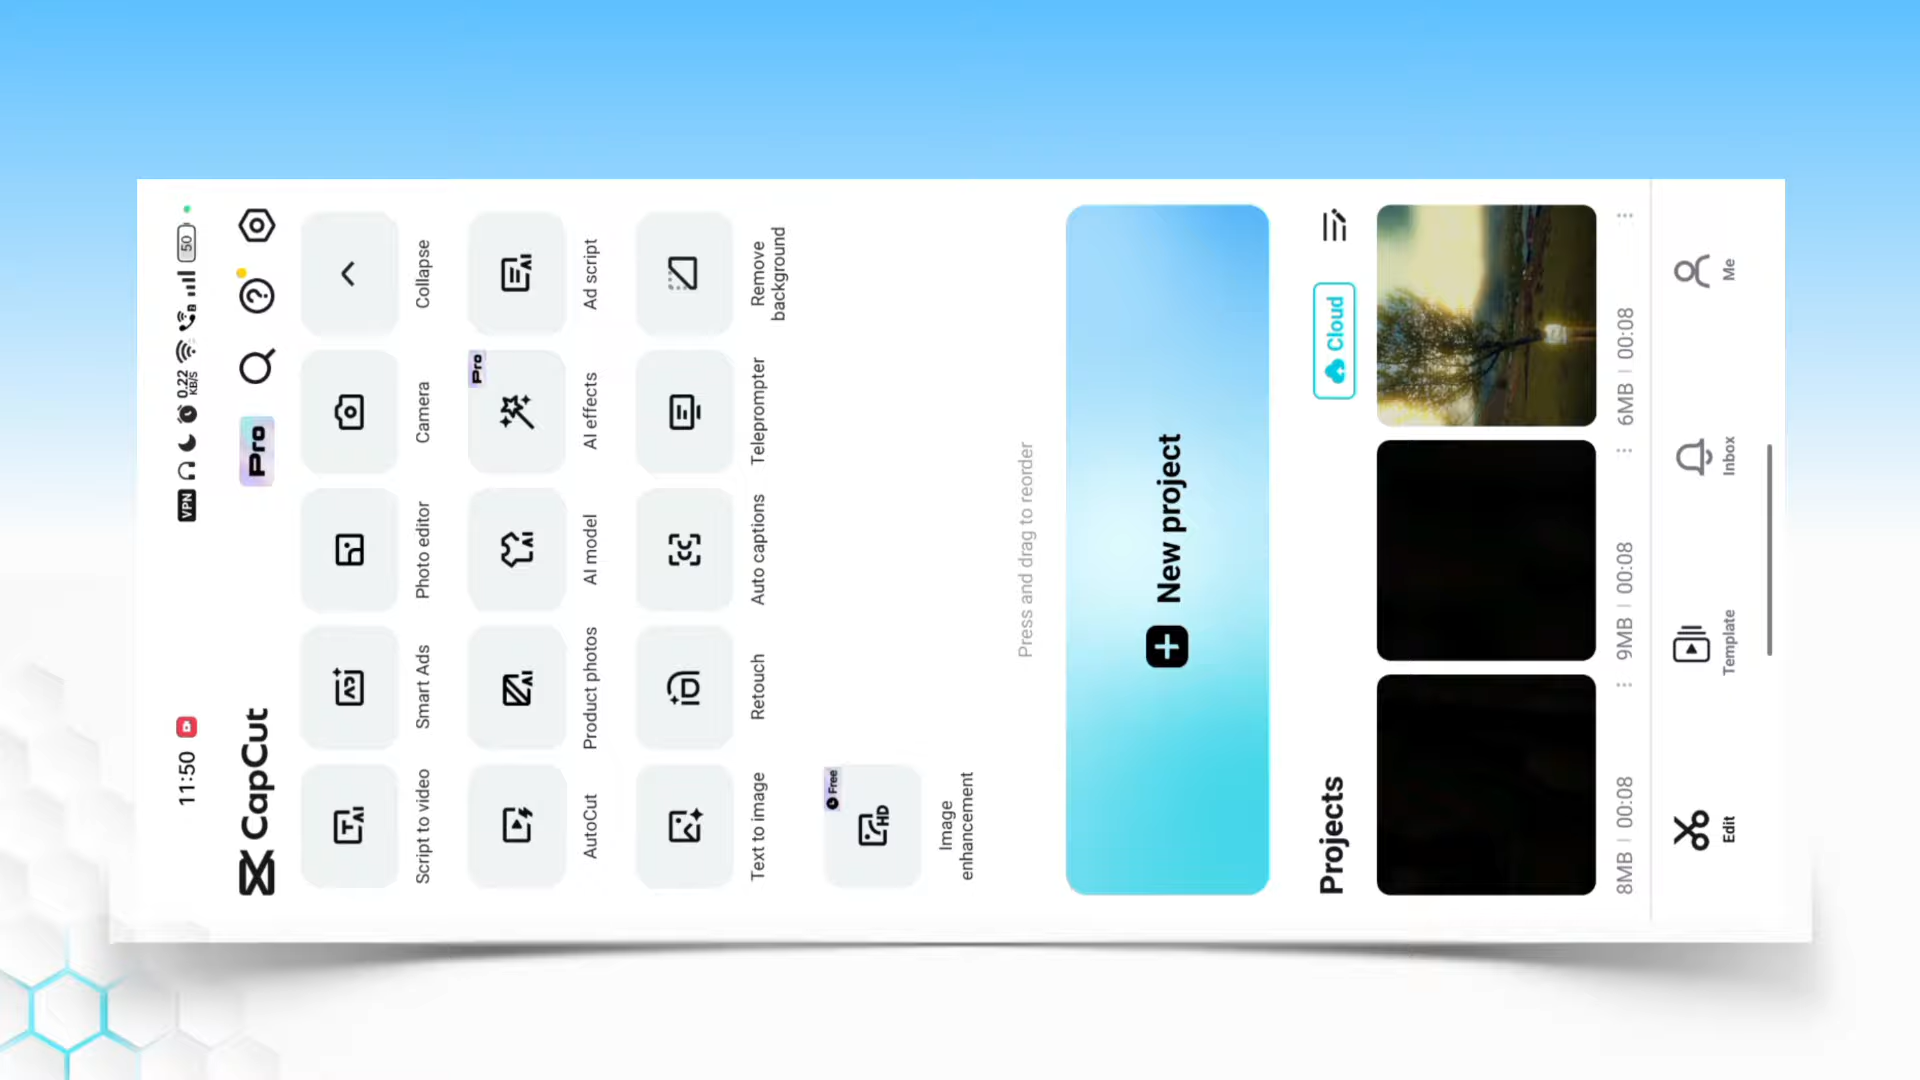 11:50 VPN 0.22 KB/S 50
CapCut Pro
Script to video Smart Ads Photo editor Camera Collapse
Pro
AutoCut Product photos AI model AI effects Ad script
Text to image Retouch Auto captions Teleprompter Remove
background
Free
Image
enhancement
Press and drag to reorder
New project
Projects Cloud
8MB | 00:08 9MB | 00:08 6MB | 00:08
Edit Template Inbox Me